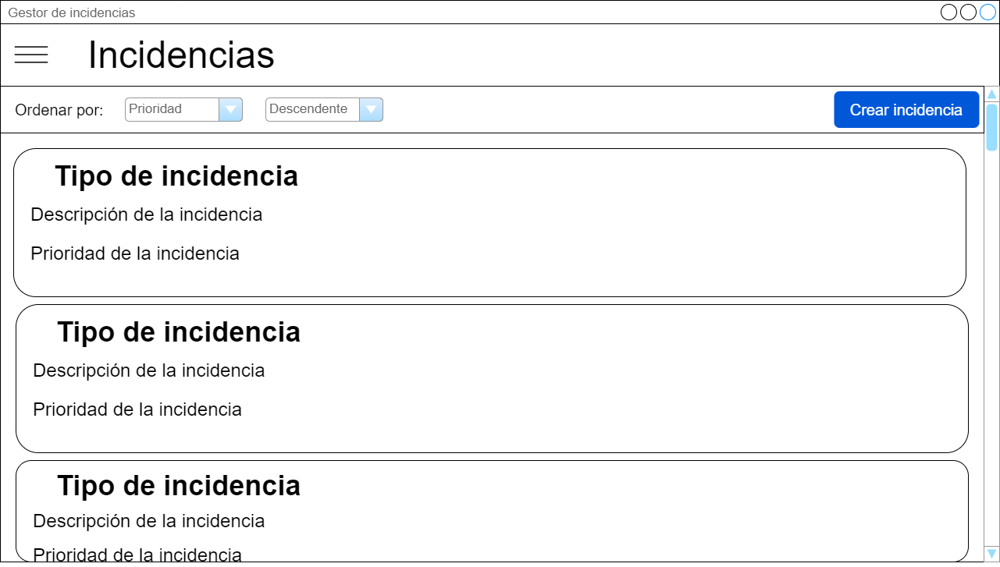 Gestor de incidencias
Incidencias
Ordenar por: Prioridad Descendente Crear incidencia
Tipo de incidencia
Descripción de la incidencia
Prioridad de la incidencia
Tipo de incidencia
Descripción de la incidencia
Prioridad de la incidencia
Tipo de incidencia
Descripción de la incidencia
Prioridad de la incidencia